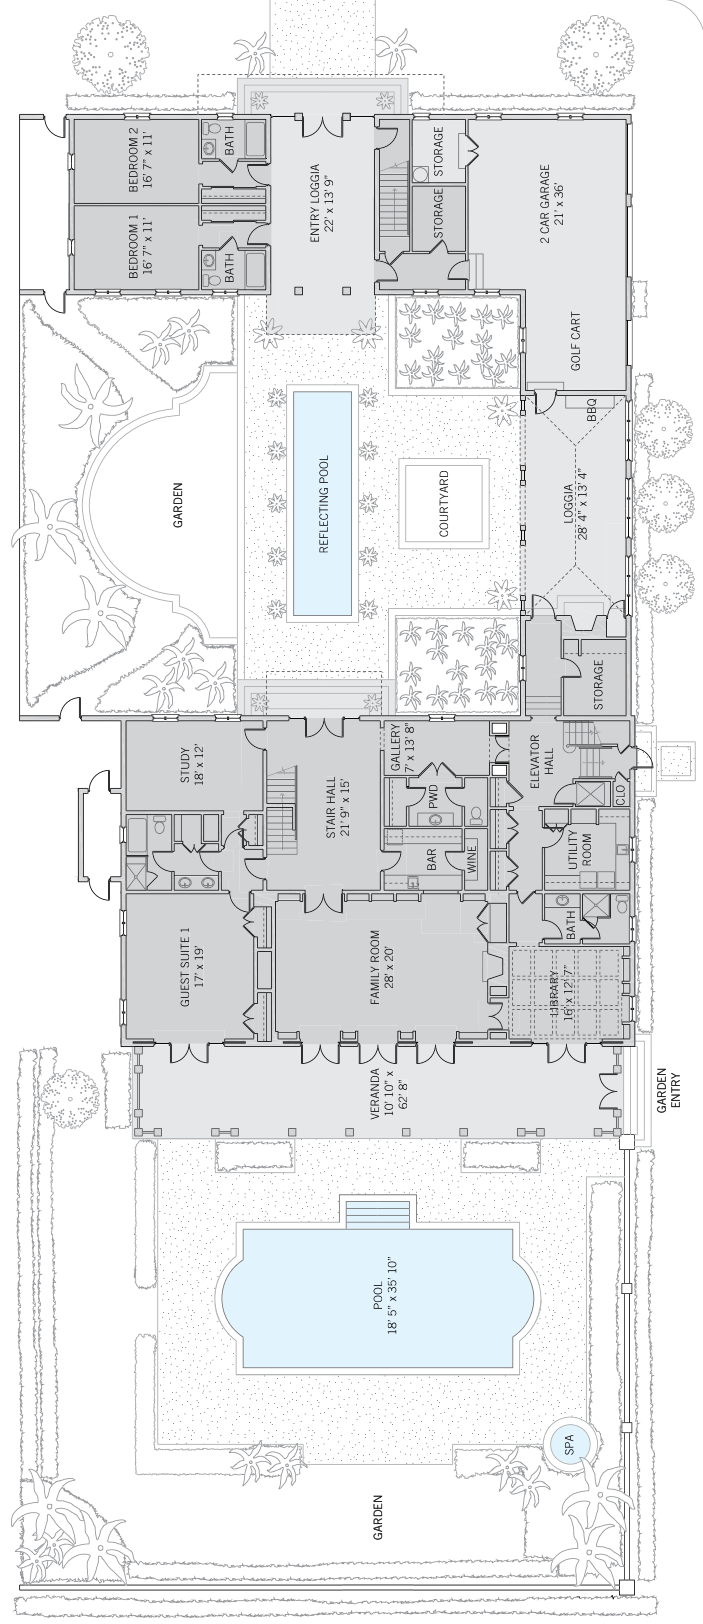 BEDROOM 2
16' 7" x 11'
BATH
ENTRY LOGGIA
22' x 13' 9"
STORAGE
2 CAR GARAGE
21' x 36'
BEDROOM 1
16' 7" x 11'
BATH
STORAGE
GOLF CART
BBQ
GARDEN
REFLECTING POOL
COURTYARD
LOGGIA
28' 4" x 13' 4"
STORAGE
STUDY
18' x 12'
STAIR HALL
21' 9" x 15'
GALLERY
7' x 13' 8"
ELEVATOR
HALL
PWD
CLO
BAR
WINE
UTILITY
ROOM
GUEST SUITE 1
17' x 19'
FAMILY ROOM
28' x 20'
BATH
LIBRARY
16' x 12' 7"
VERANDA
10' 10" x
62' 8"
GARDEN
ENTRY
POOL
18' 5" x 35' 10"
SPA
GARDEN